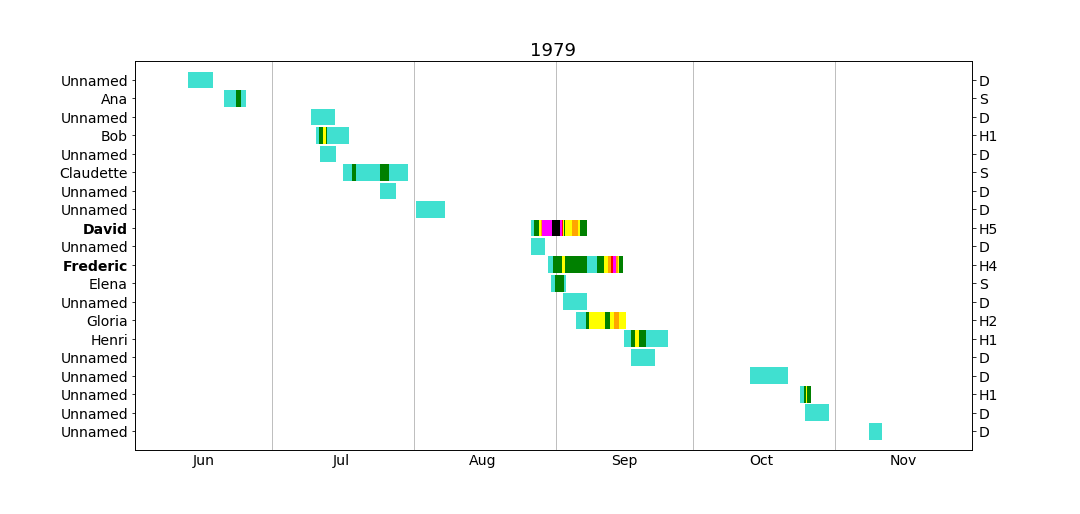 1979
Unnamed D
Ana S
Unnamed D
Bob H1
Unnamed D
Claudette S
Unnamed D
Unnamed D
David H5
Unnamed D
Frederic H4
Elena S
Unnamed D
Gloria H2
Henri H1
Unnamed D
Unnamed D
Unnamed H1
Unnamed D
Unnamed D
Jun Jul Aug Sep Oct Nov